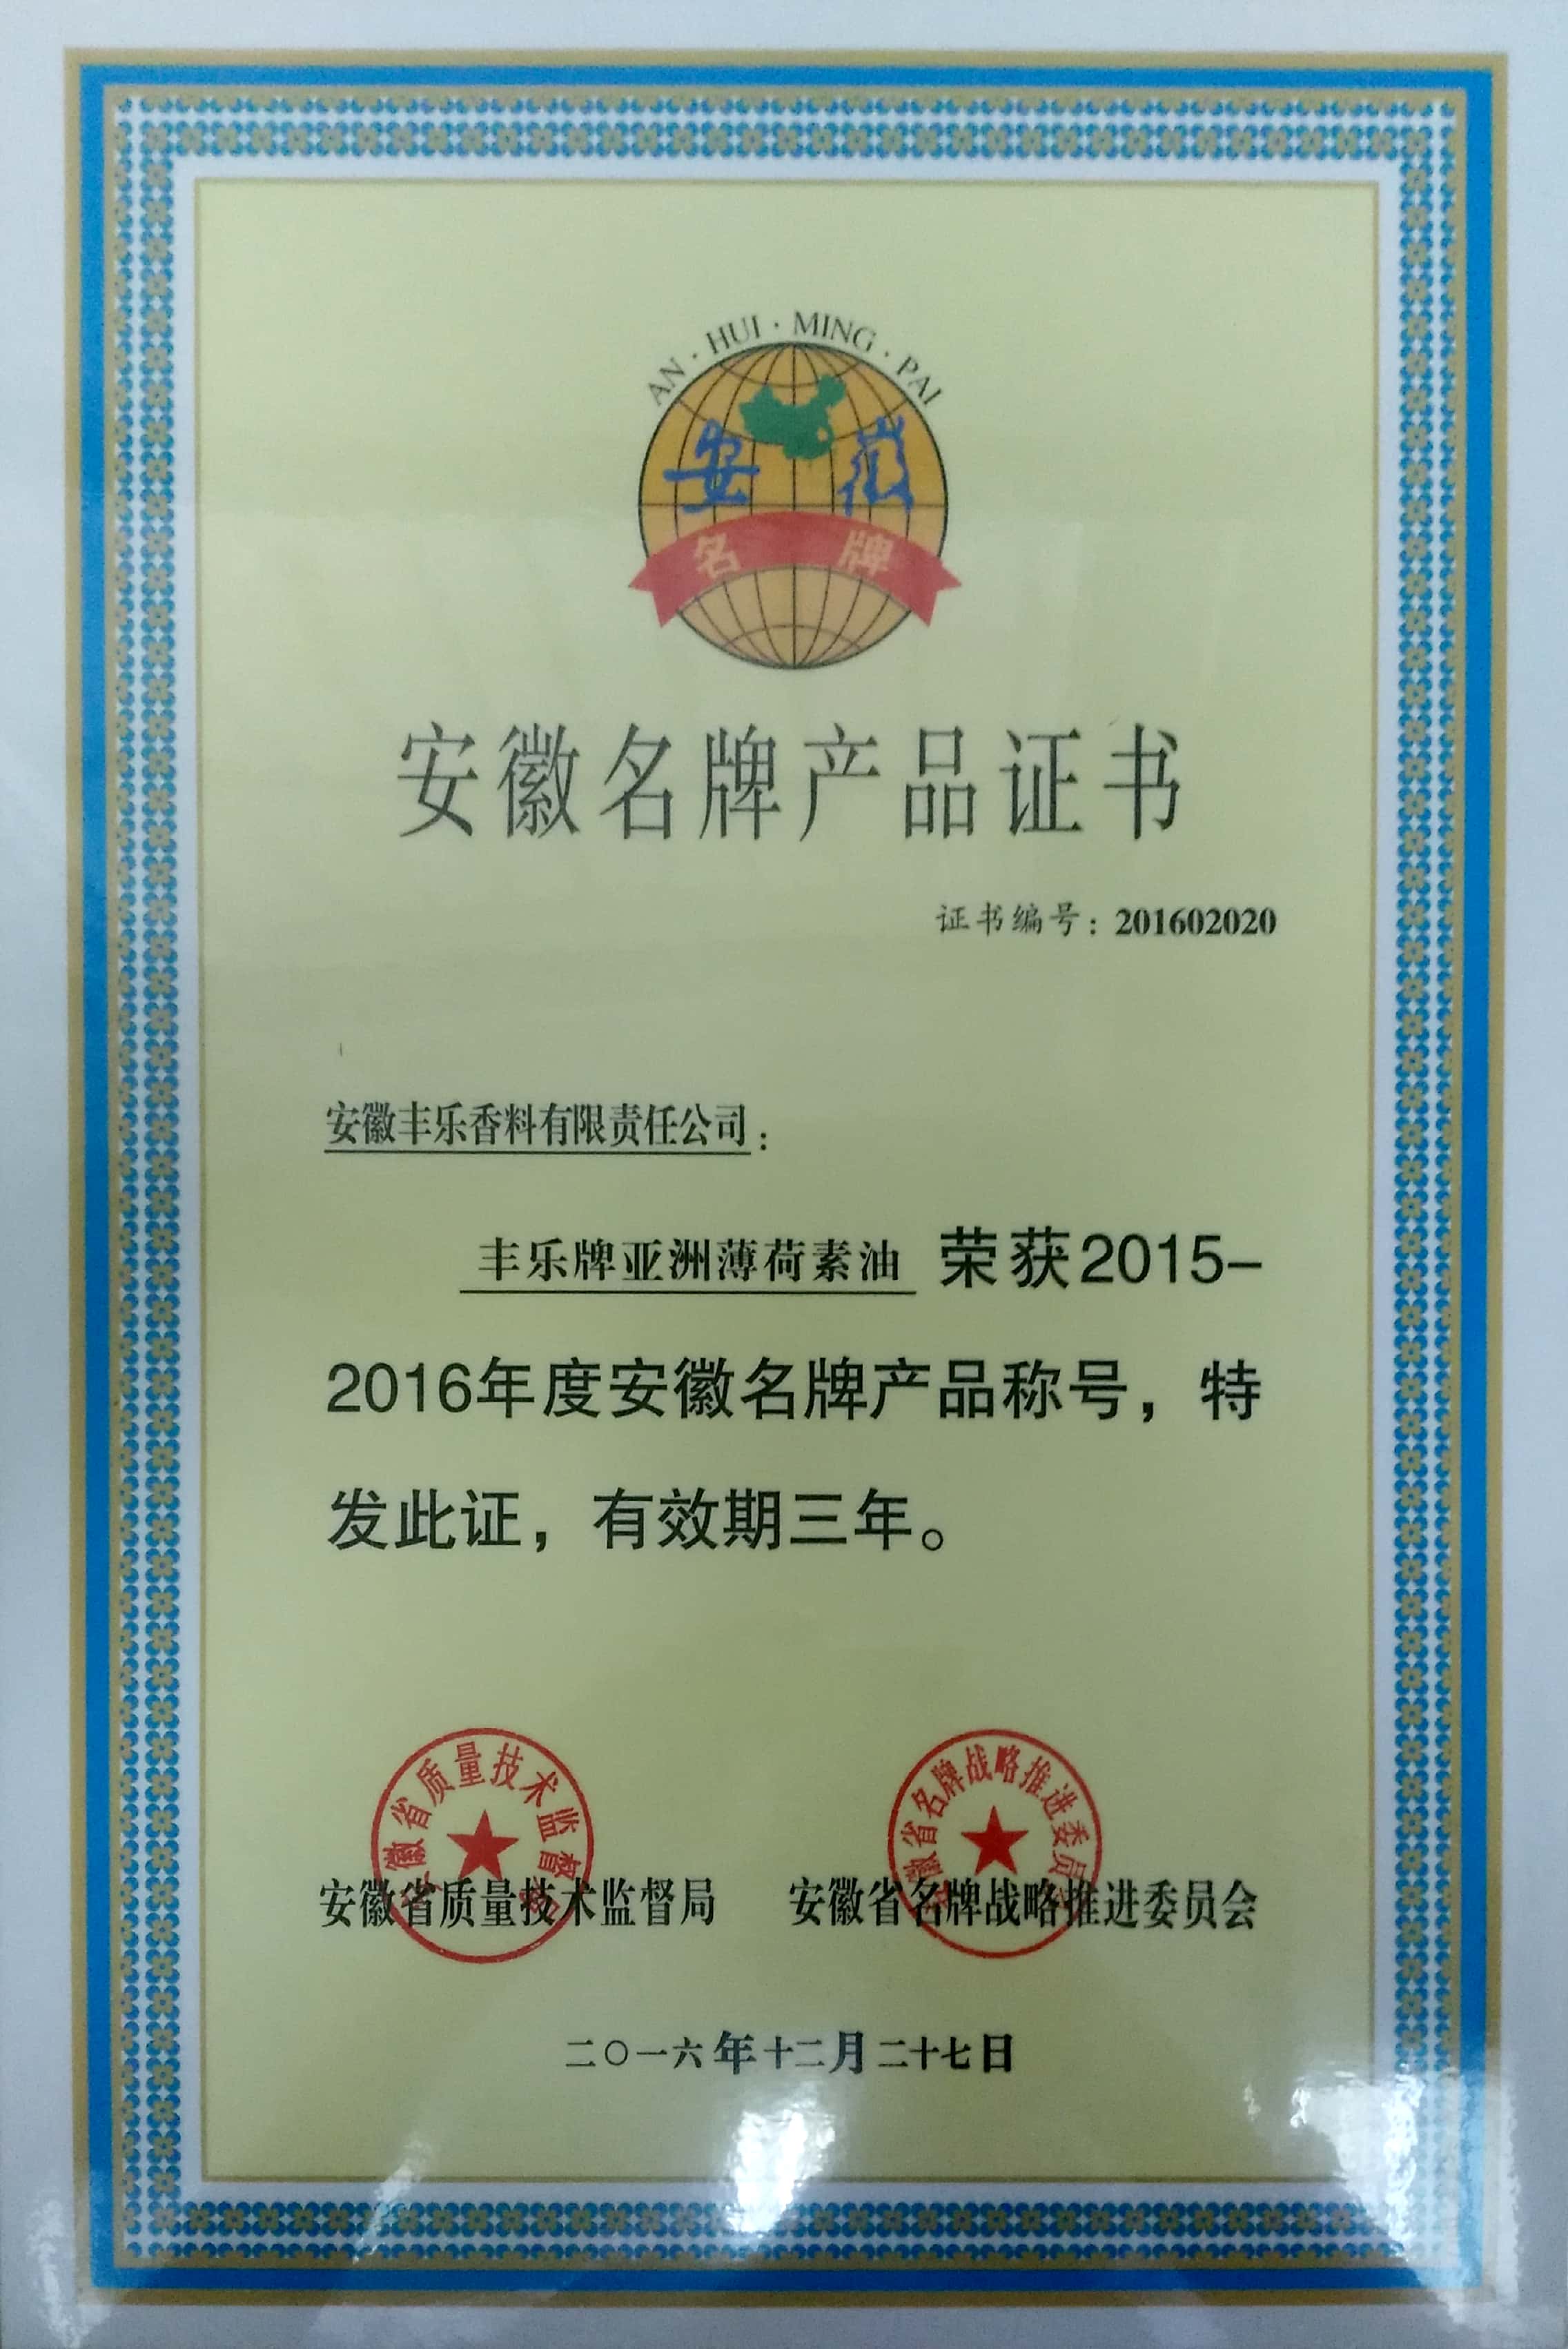 AN·HUI·MING·PAI
安徽
名牌
安徽名牌产品证书
证书编号：201602020
安徽丰乐香料有限责任公司：
丰乐牌亚洲薄荷素油 荣获2015-
2016年度安徽名牌产品称号，特
发此证，有效期三年。
徽省质量技术监督
徽省名牌战略推进委员
安徽省质量技术监督局 安徽省名牌战略推进委员会
二〇一六年十二月二十七日